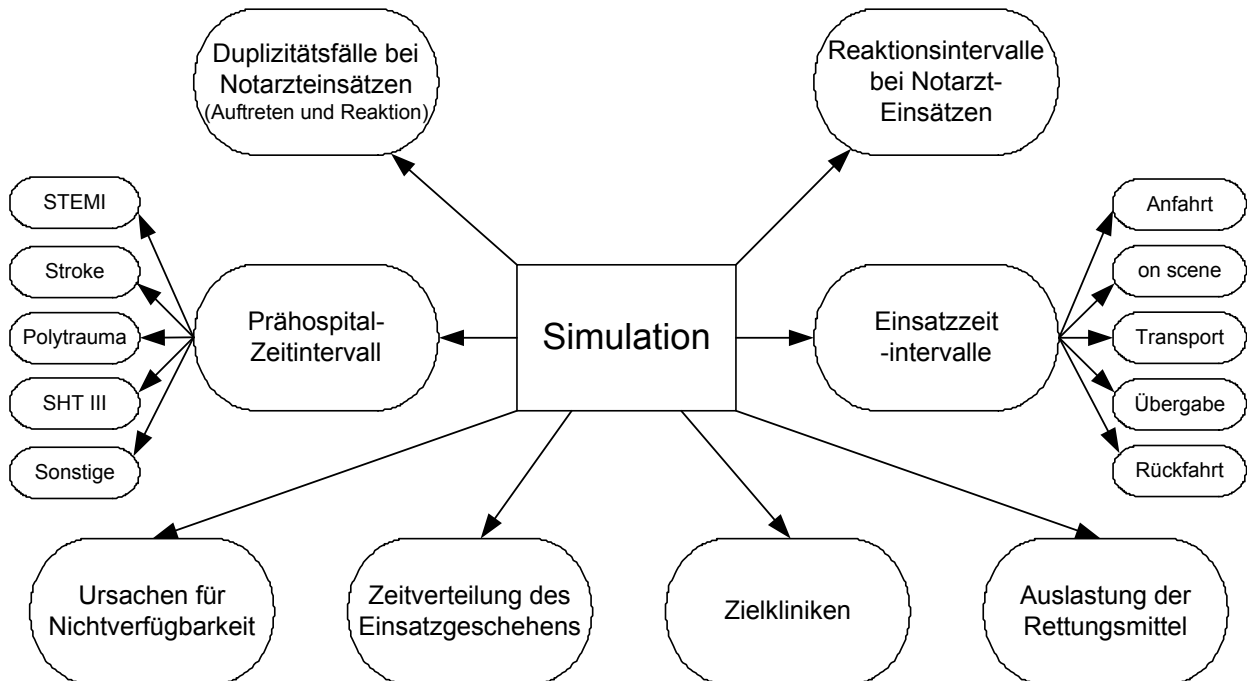 Duplizitätsfälle bei
Notarzteinsätzen
(Auftreten und Reaktion)
Reaktionsintervalle
bei Notarzt-
Einsätzen
STEMI
Stroke
Polytrauma
SHT III
Sonstige
Prähospital-
Zeitintervall
Simulation
Einsatzzeit
-intervalle
Anfahrt
on scene
Transport
Übergabe
Rückfahrt
Ursachen für
Nichtverfügbarkeit
Zeitverteilung des
Einsatzgeschehens
Zielkliniken
Auslastung der
Rettungsmittel